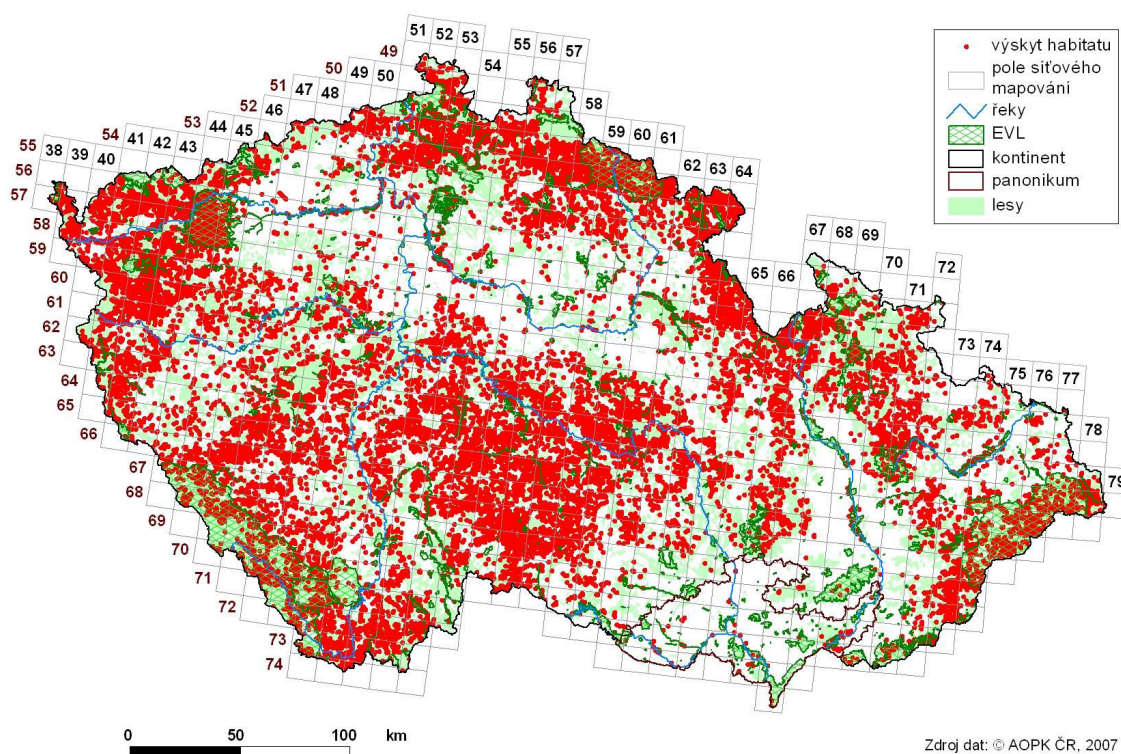 51 52 53
55 56 57
49
54
50 49 50
51 47 48
52 46
58
53 44 45
59 60 61
54 41 42 43
62 63 64
55 38 39 40
56
57
58
59
60
61
62
63
64
65
66
67
68
69
70
71
72
73
74
65 66
67 68 69
70
71
72
73 74
75 76 77
78
79
výskyt habitatu
pole síťového
mapování
řeky
EVL
kontinent
panonikum
lesy
0 50 100 km
Zdroj dat: © AOPK ČR, 2007